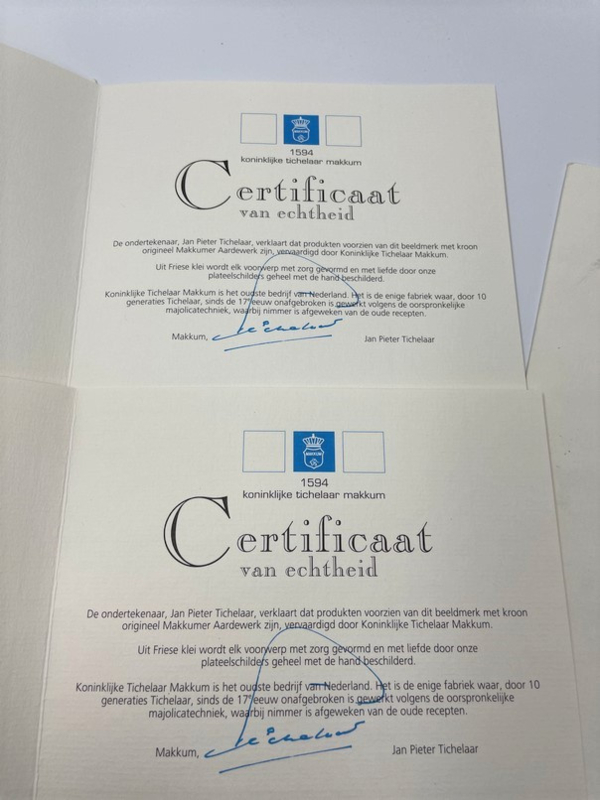 1594
koninklijke tichelaar makkum
Certificaat
van echtheid
De ondertekenaar, Jan Pieter Tichelaar, verklaart dat produkten voorzien van dit beeldmerk met kroon
origineel Makkumer Aardewerk zijn, vervaardigd door Koninklijke Tichelaar Makkum.
Uit Friese klei wordt elk voorwerp met zorg gevormd en met liefde door onze
plateelschilders geheel met de hand beschilderd.
Koninklijke Tichelaar Makkum is het oudste bedrijf van Nederland. Het is de enige fabriek waar, door 10
generaties Tichelaar, sinds de 17e eeuw onafgebroken is gewerkt volgens de oorspronkelijke
majolicatechniek, waarbij nimmer is afgeweken van de oude recepten.
Makkum, Tichelaar Jan Pieter Tichelaar
1594
koninklijke tichelaar makkum
Certificaat
van echtheid
De ondertekenaar, Jan Pieter Tichelaar, verklaart dat produkten voorzien van dit beeldmerk met kroon
origineel Makkumer Aardewerk zijn, vervaardigd door Koninklijke Tichelaar Makkum.
Uit Friese klei wordt elk voorwerp met zorg gevormd en met liefde door onze
plateelschilders geheel met de hand beschilderd.
Koninklijke Tichelaar Makkum is het oudste bedrijf van Nederland. Het is de enige fabriek waar, door 10
generaties Tichelaar, sinds de 17e eeuw onafgebroken is gewerkt volgens de oorspronkelijke
majolicatechniek, waarbij nimmer is afgeweken van de oude recepten.
Makkum, Tichelaar Jan Pieter Tichelaar